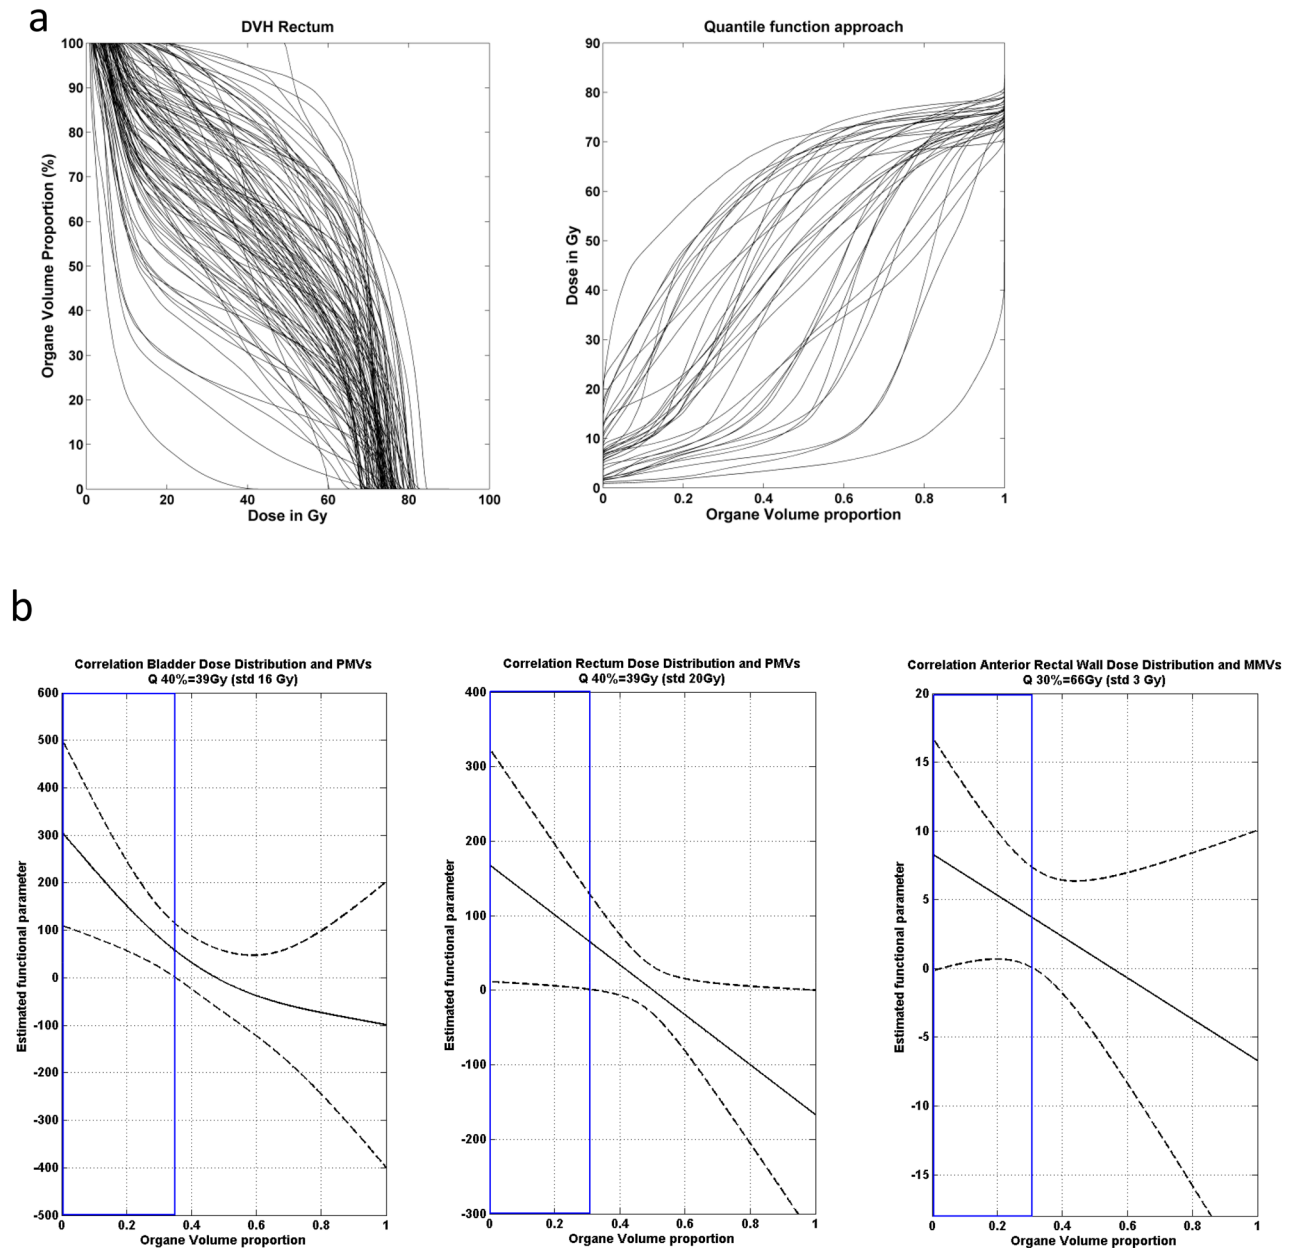 a
DVH Rectum
100
90
80
70
60
50
40
30
20
10
0
Organe Volume Proportion (%)
0 20 40 60 80 100
Dose in Gy
Quantile function approach
90
80
70
60
50
40
30
20
10
0
Dose in Gy
0 0.2 0.4 0.6 0.8 1
Organe Volume proportion
b
Correlation Bladder Dose Distribution and PMVs
Q 40%=39Gy (std 16 Gy)
600
500
400
300
200
100
0
-100
-200
-300
-400
-500
Estimated functional parameter
0 0.2 0.4 0.6 0.8 1
Organe Volume proportion
Correlation Rectum Dose Distribution and PMVs
Q 40%=39Gy (std 20Gy)
400
300
200
100
0
-100
-200
-300
Estimated functional parameter
0 0.2 0.4 0.6 0.8 1
Organe Volume proportion
Correlation Anterior Rectal Wall Dose Distribution and MMVs
Q 30%=66Gy (std 3 Gy)
20
15
10
5
0
-5
-10
-15
Estimated functional parameter
0 0.2 0.4 0.6 0.8 1
Organe Volume proportion